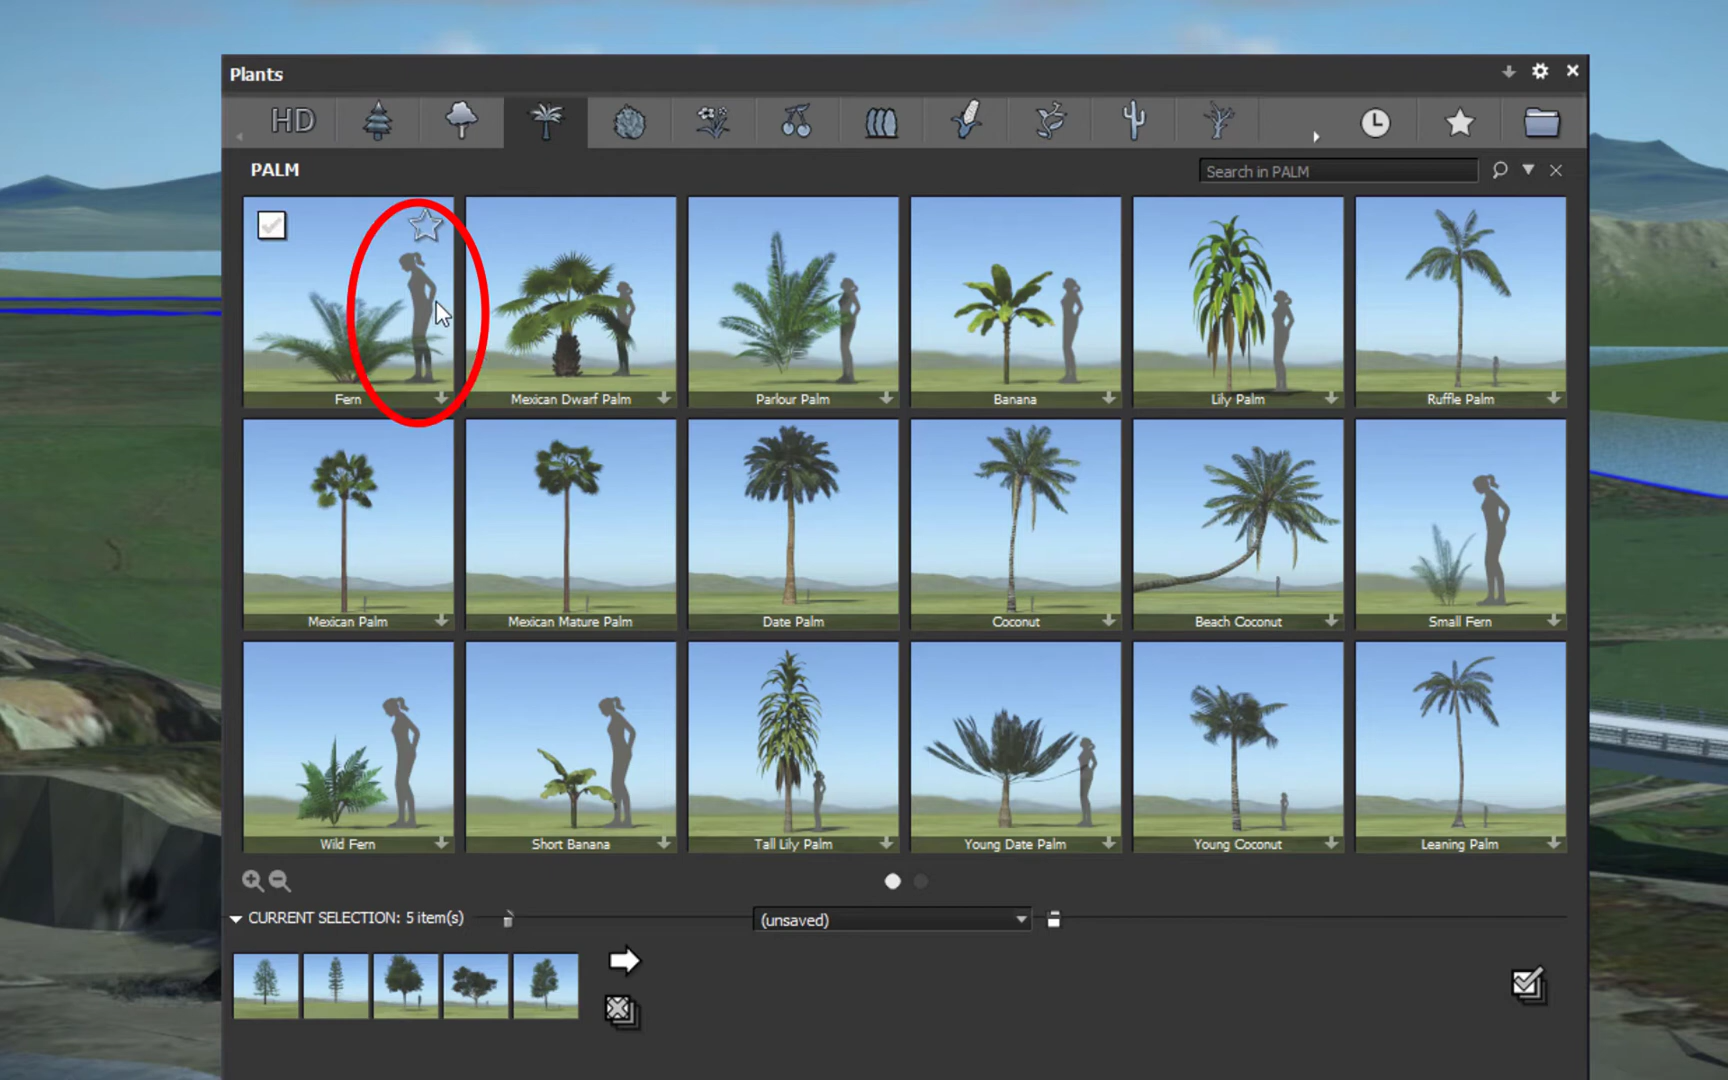 Plants
HD
PALM
Search in PALM
Fern
Mexican Dwarf Palm
Parlour Palm
Banana
Lily Palm
Ruffle Palm
Mexican Palm
Mexican Mature Palm
Date Palm
Coconut
Beach Coconut
Small Fern
Wild Fern
Short Banana
Tall Lily Palm
Young Date Palm
Young Coconut
Leaning Palm
CURRENT SELECTION: 5 item(s)
(unsaved)